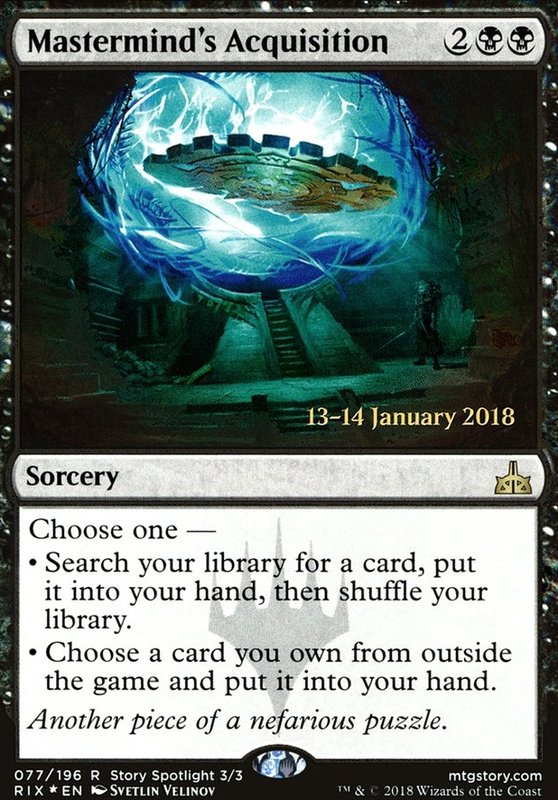 Mastermind's Acquisition 2
13–14 January 2018
Sorcery
Choose one —
• Search your library for a card, put
it into your hand, then shuffle your
library.
• Choose a card you own from outside
the game and put it into your hand.
Another piece of a nefarious puzzle.
077/196 R Story Spotlight 3/3
mtgstory.com
RIX ★ EN Svetlin Velinov
™ & © 2018 Wizards of the Coast